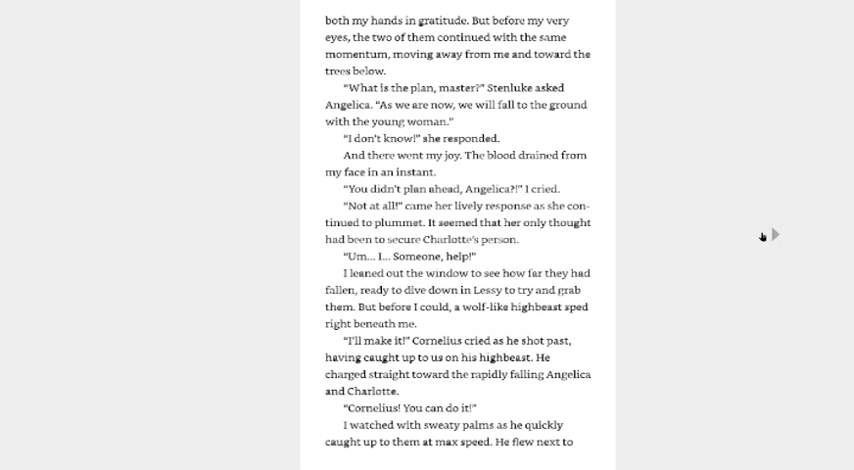 both my hands in gratitude. But before my very
eyes, the two of them continued with the same
momentum, moving away from me and toward the
trees below.
“What is the plan, master?” Stenluke asked
Angelica. “As we are now, we will fall to the ground
with the young woman.”
“I don't know!” she responded.
And there went my joy. The blood drained from
my face in an instant.
“You didn't plan ahead, Angelica?!” I cried.
“Not at all!” came her lively response as she con-
tinued to plummet. It seemed that her only thought
had been to secure Charlotte's person.
“Um... I... Someone, help!”
I leaned out the window to see how far they had
fallen, ready to dive down in Lessy to try and grab
them. But before I could, a wolf-like highbeast sped
right beneath me.
“I'll make it!” Cornelius cried as he shot past,
having caught up to us on his highbeast. He
charged straight toward the rapidly falling Angelica
and Charlotte.
“Cornelius! You can do it!”
I watched with sweaty palms as he quickly
caught up to them at max speed. He flew next to